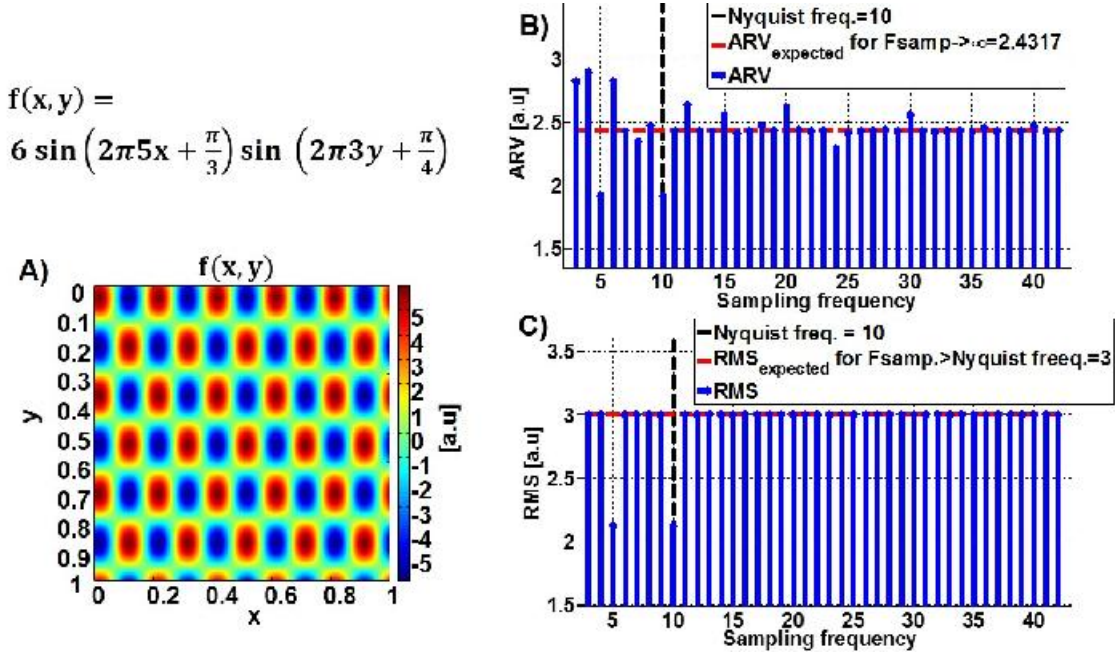 f(x, y) =
6 sin (2π5x + π/3) sin (2π3y + π/4)
A)
f(x, y)
0
0.1
0.2
0.3
0.4
0.5
0.6
0.7
0.8
0.9
1
y
0 0.2 0.4 0.6 0.8 1
x
5
4
3
2
1
0
-1
-2
-3
-4
-5
[a.u]
B)
Nyquist freq.=10
ARVexpected for Fsamp->∞=2.4317
ARV
3
2.5
2
1.5
ARV [a.u]
5 10 15 20 25 30 35 40
Sampling frequency
C)
Nyquist freq. = 10
RMSexpected for Fsamp.>Nyquist freeq.=3
RMS
3.5
3
2.5
2
1.5
RMS [a.u]
5 10 15 20 25 30 35 40
Sampling frequency